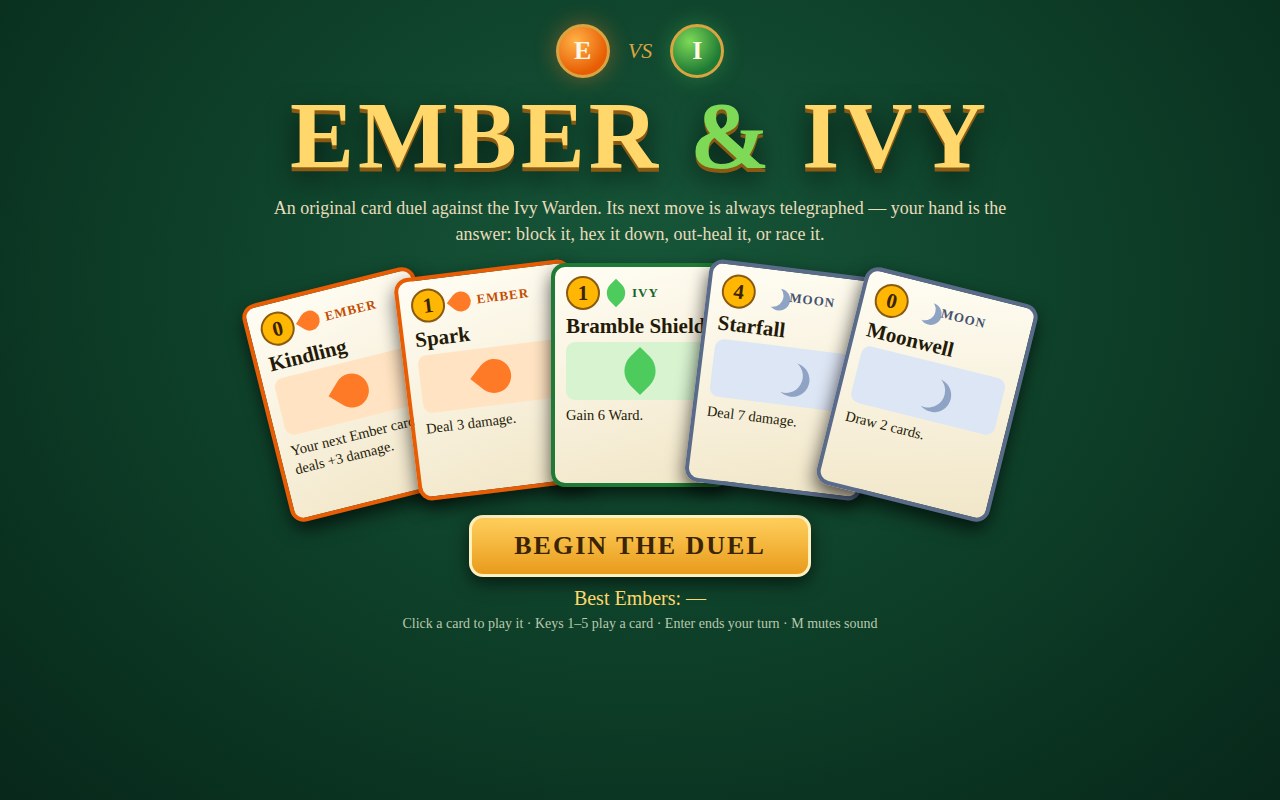 E VS I
EMBER & IVY
An original card duel against the Ivy Warden. Its next move is always telegraphed — your hand is the
answer: block it, hex it down, out-heal it, or race it.
0 EMBER
Kindling
Your next Ember card
deals +3 damage.
1 EMBER
Spark
Deal 3 damage.
1 IVY
Bramble Shield
Gain 6 Ward.
4 MOON
Starfall
Deal 7 damage.
0 MOON
Moonwell
Draw 2 cards.
BEGIN THE DUEL
Best Embers: —
Click a card to play it · Keys 1–5 play a card · Enter ends your turn · M mutes sound